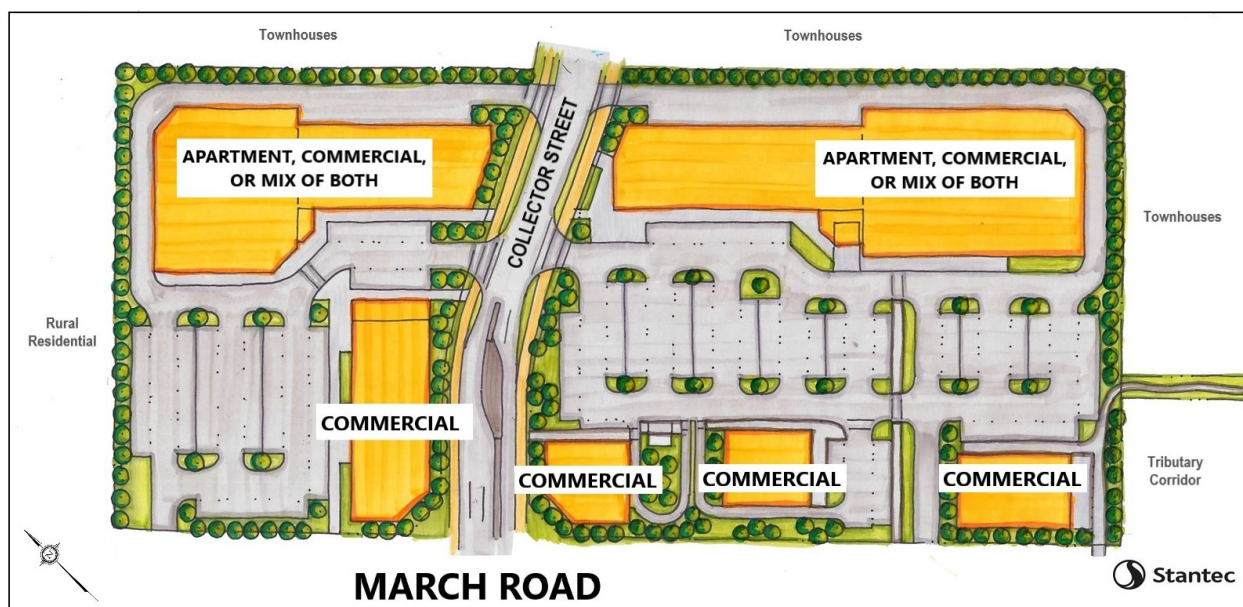 Townhouses
Townhouses
COLLECTOR STREET
APARTMENT, COMMERCIAL,
OR MIX OF BOTH
APARTMENT, COMMERCIAL,
OR MIX OF BOTH
Townhouses
Rural
Residential
COMMERCIAL
COMMERCIAL
COMMERCIAL
COMMERCIAL
Tributary
Corridor
MARCH ROAD
Stantec